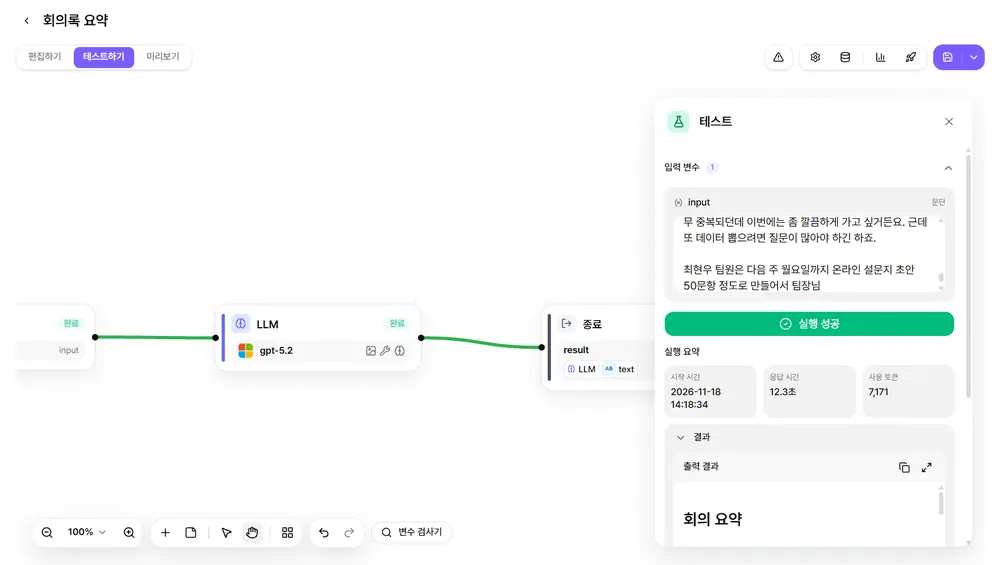 회의록 요약
편집하기 테스트하기 미리보기
테스트
입력 변수 1
input 문단
무 중복되던데 이번에는 좀 깔끔하게 가고 싶거든요. 근데
또 데이터 뽑으려면 질문이 많아야 하긴 하죠.
최현우 팀원은 다음 주 월요일까지 온라인 설문지 초안
50문항 정도로 만들어서 팀장님
실행 성공
실행 요약
시작 시간
2026-11-18
14:18:34
응답 시간
12.3초
사용 토큰
7,171
결과
출력 결과
회의 요약
완료
input
LLM 완료
gpt-5.2
종료
result
LLM AB text
100%
변수 검사기